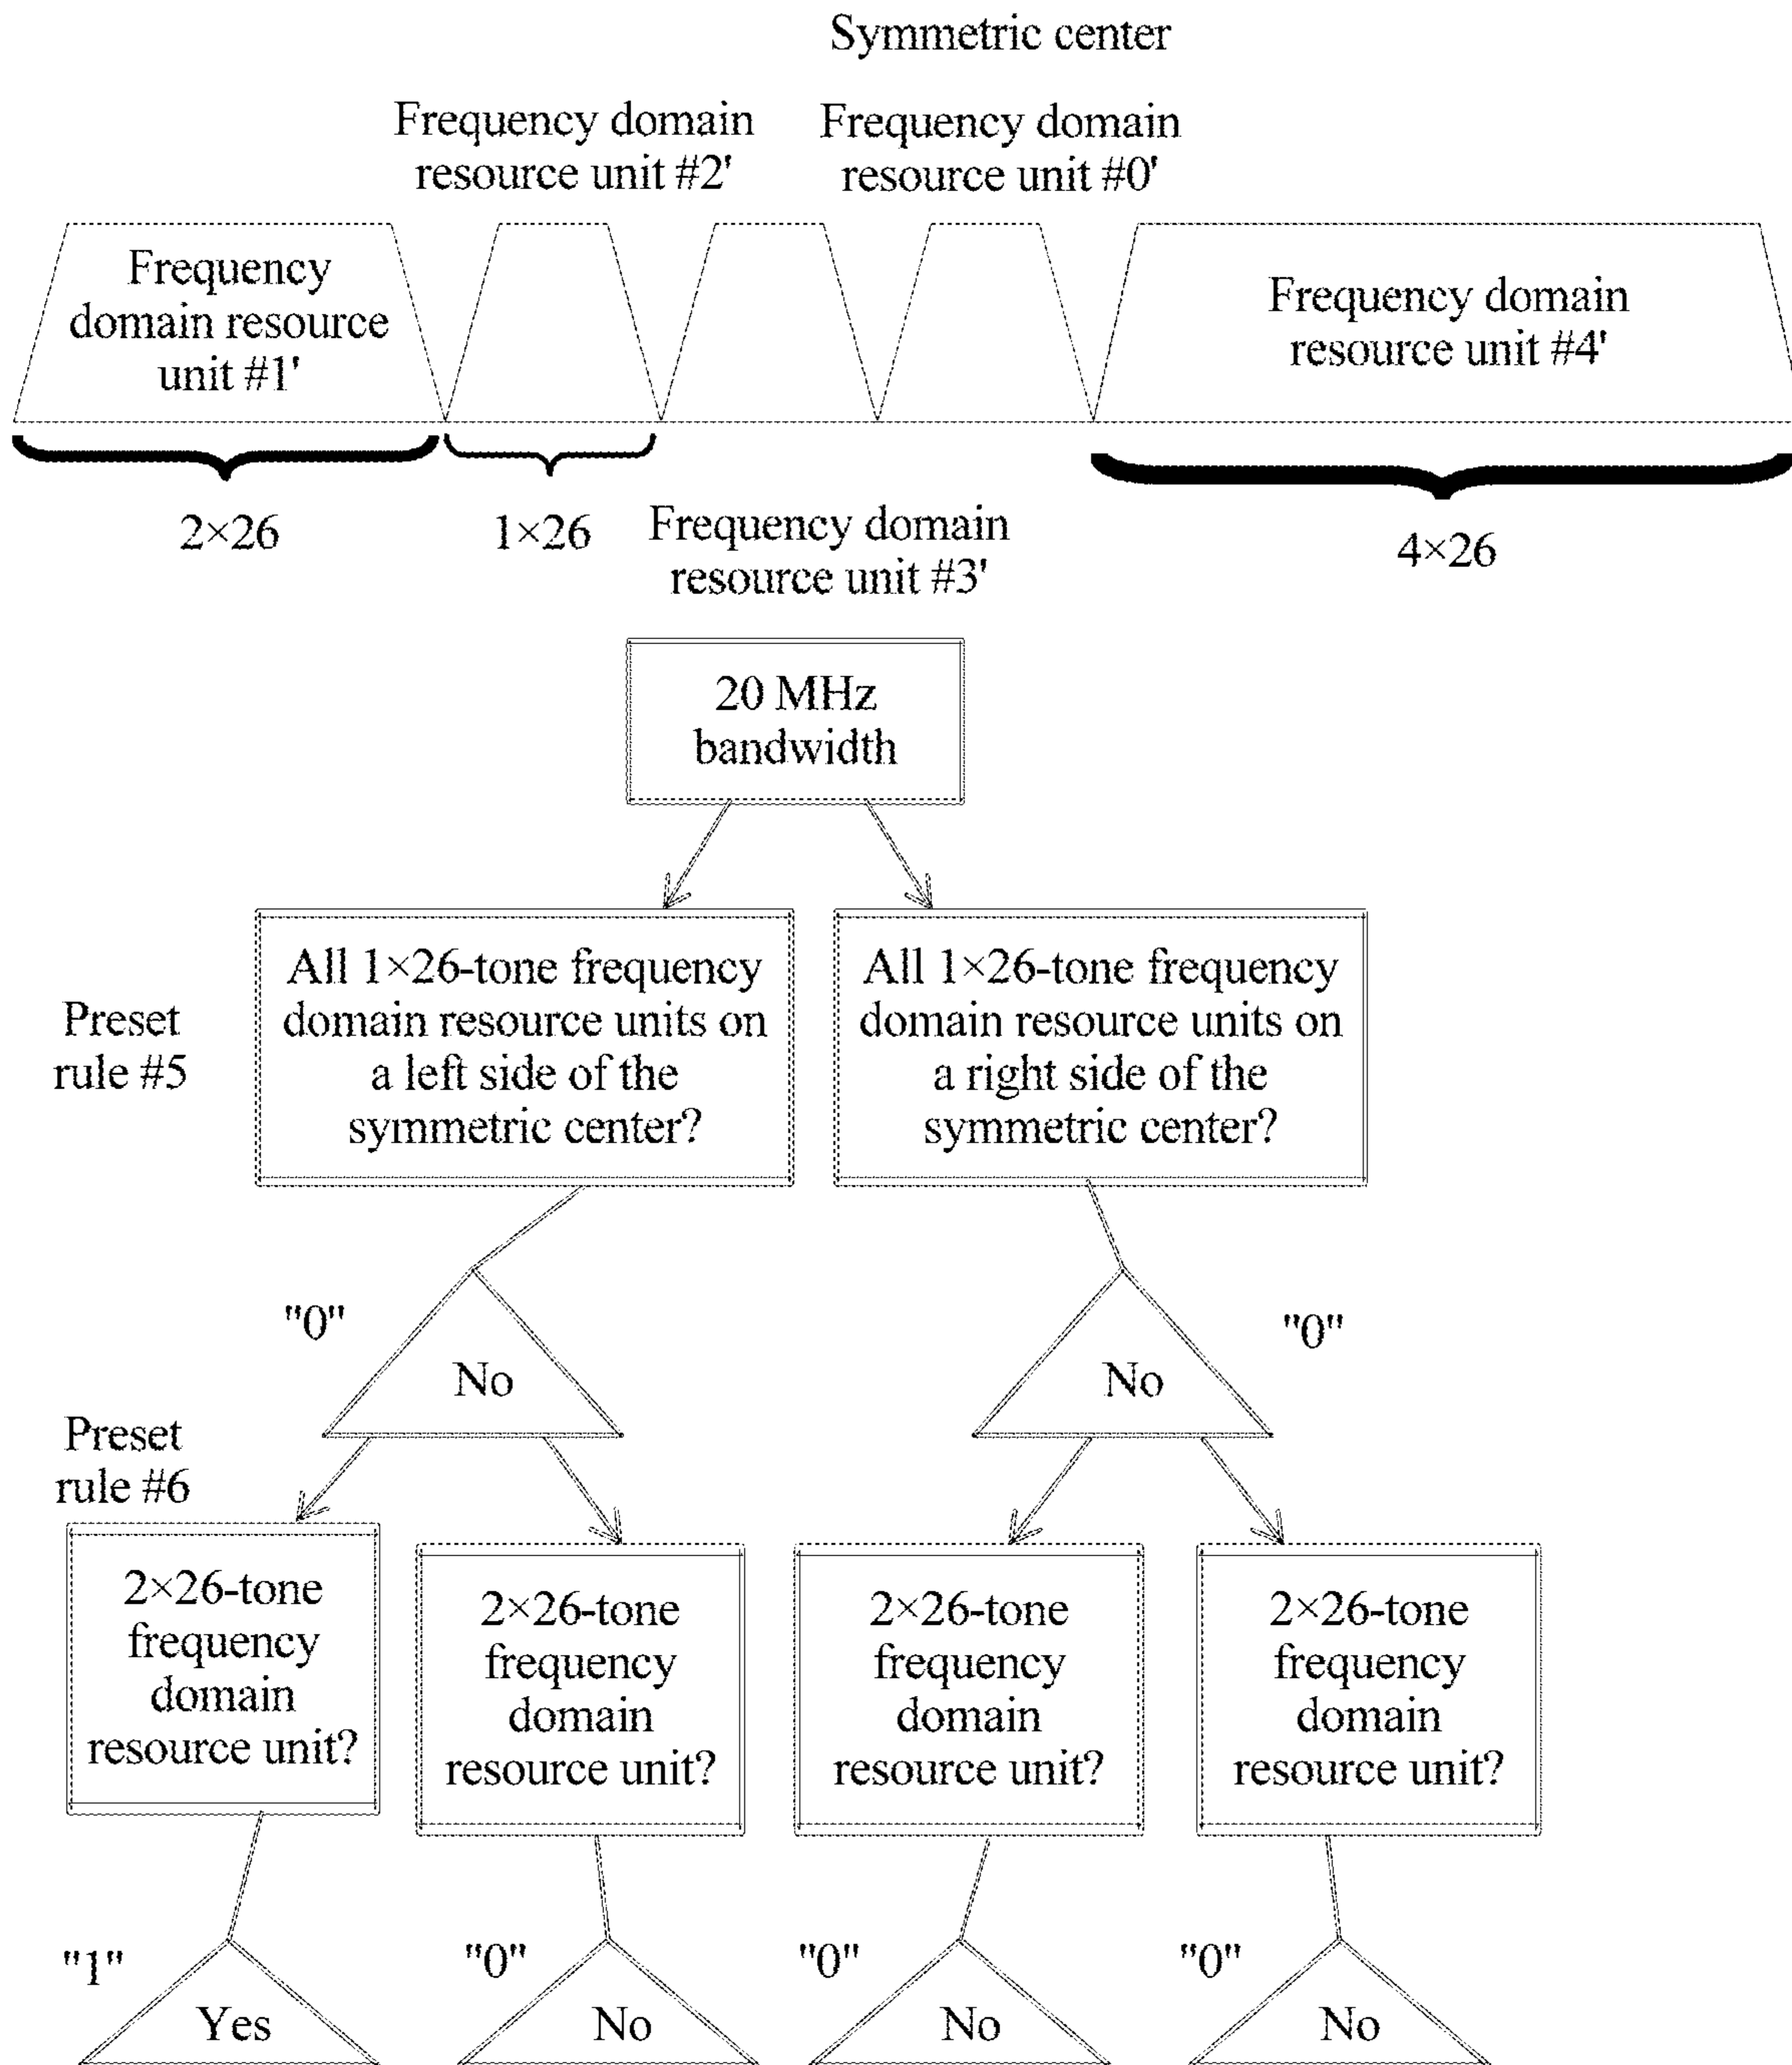 Symmetric center
Frequency domain
resource unit #2'
Frequency domain
resource unit #0'
Frequency
domain resource
unit #1'
Frequency domain
resource unit #4'
2×26
1×26
Frequency domain
resource unit #3'
4×26
20 MHz
bandwidth
Preset
rule #5
All 1×26-tone frequency
domain resource units on
a left side of the
symmetric center?
All 1×26-tone frequency
domain resource units on
a right side of the
symmetric center?
"0"
No
No
"0"
Preset
rule #6
2×26-tone
frequency
domain
resource unit?
2×26-tone
frequency
domain
resource unit?
2×26-tone
frequency
domain
resource unit?
2×26-tone
frequency
domain
resource unit?
"1"
Yes
"0"
No
"0"
No
"0"
No